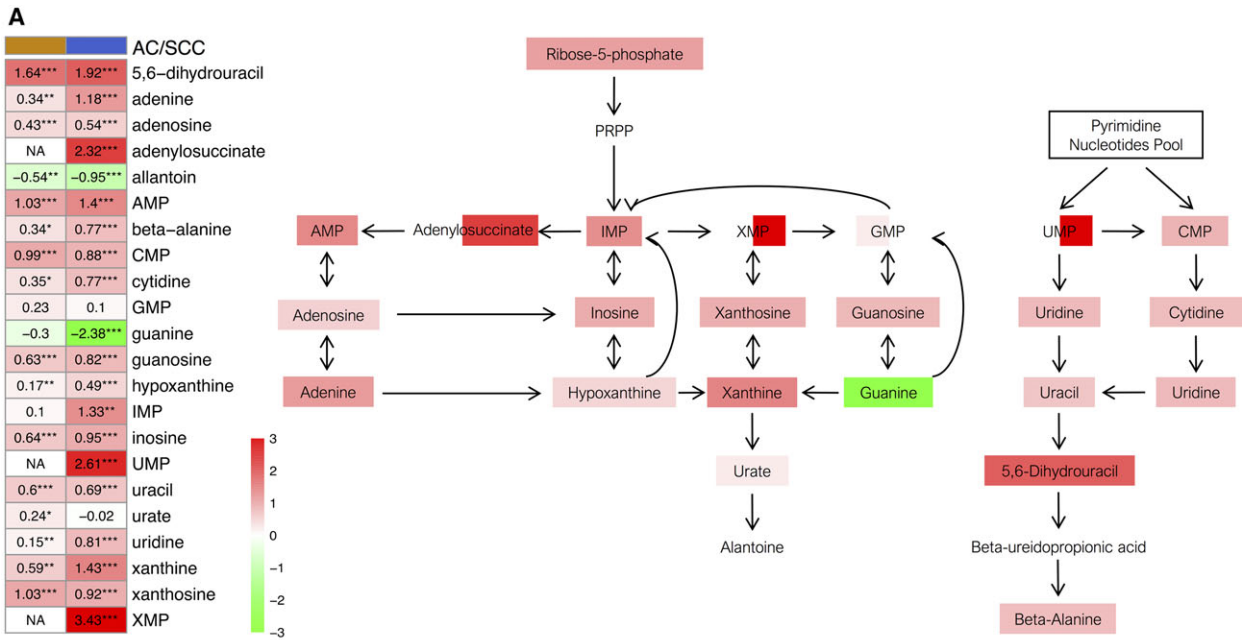 A
AC/SCC
1.64*** 1.92*** 5,6-dihydrouracil
0.34** 1.18*** adenine
0.43*** 0.54*** adenosine
NA 2.32*** adenylosuccinate
−0.54** −0.95*** allantoin
1.03*** 1.4*** AMP
0.34* 0.77*** beta-alanine
0.99*** 0.88*** CMP
0.35* 0.77*** cytidine
0.23 0.1 GMP
−0.3 −2.38*** guanine
0.63*** 0.82*** guanosine
0.17** 0.49*** hypoxanthine
0.1 1.33** IMP
0.64*** 0.95*** inosine
NA 2.61*** UMP
0.6*** 0.69*** uracil
0.24* −0.02 urate
0.15** 0.81*** uridine
0.59** 1.43*** xanthine
1.03*** 0.92*** xanthosine
NA 3.43*** XMP
3
2
1
0
−1
−2
−3
Ribose-5-phosphate
PRPP
AMP Adenylosuccinate IMP XMP GMP
Adenosine Inosine Xanthosine Guanosine
Adenine Hypoxanthine Xanthine Guanine
Urate
Alantoine
Pyrimidine
Nucleotides Pool
UMP CMP
Uridine Cytidine
Uracil Uridine
5,6-Dihydrouracil
Beta-ureidopropionic acid
Beta-Alanine